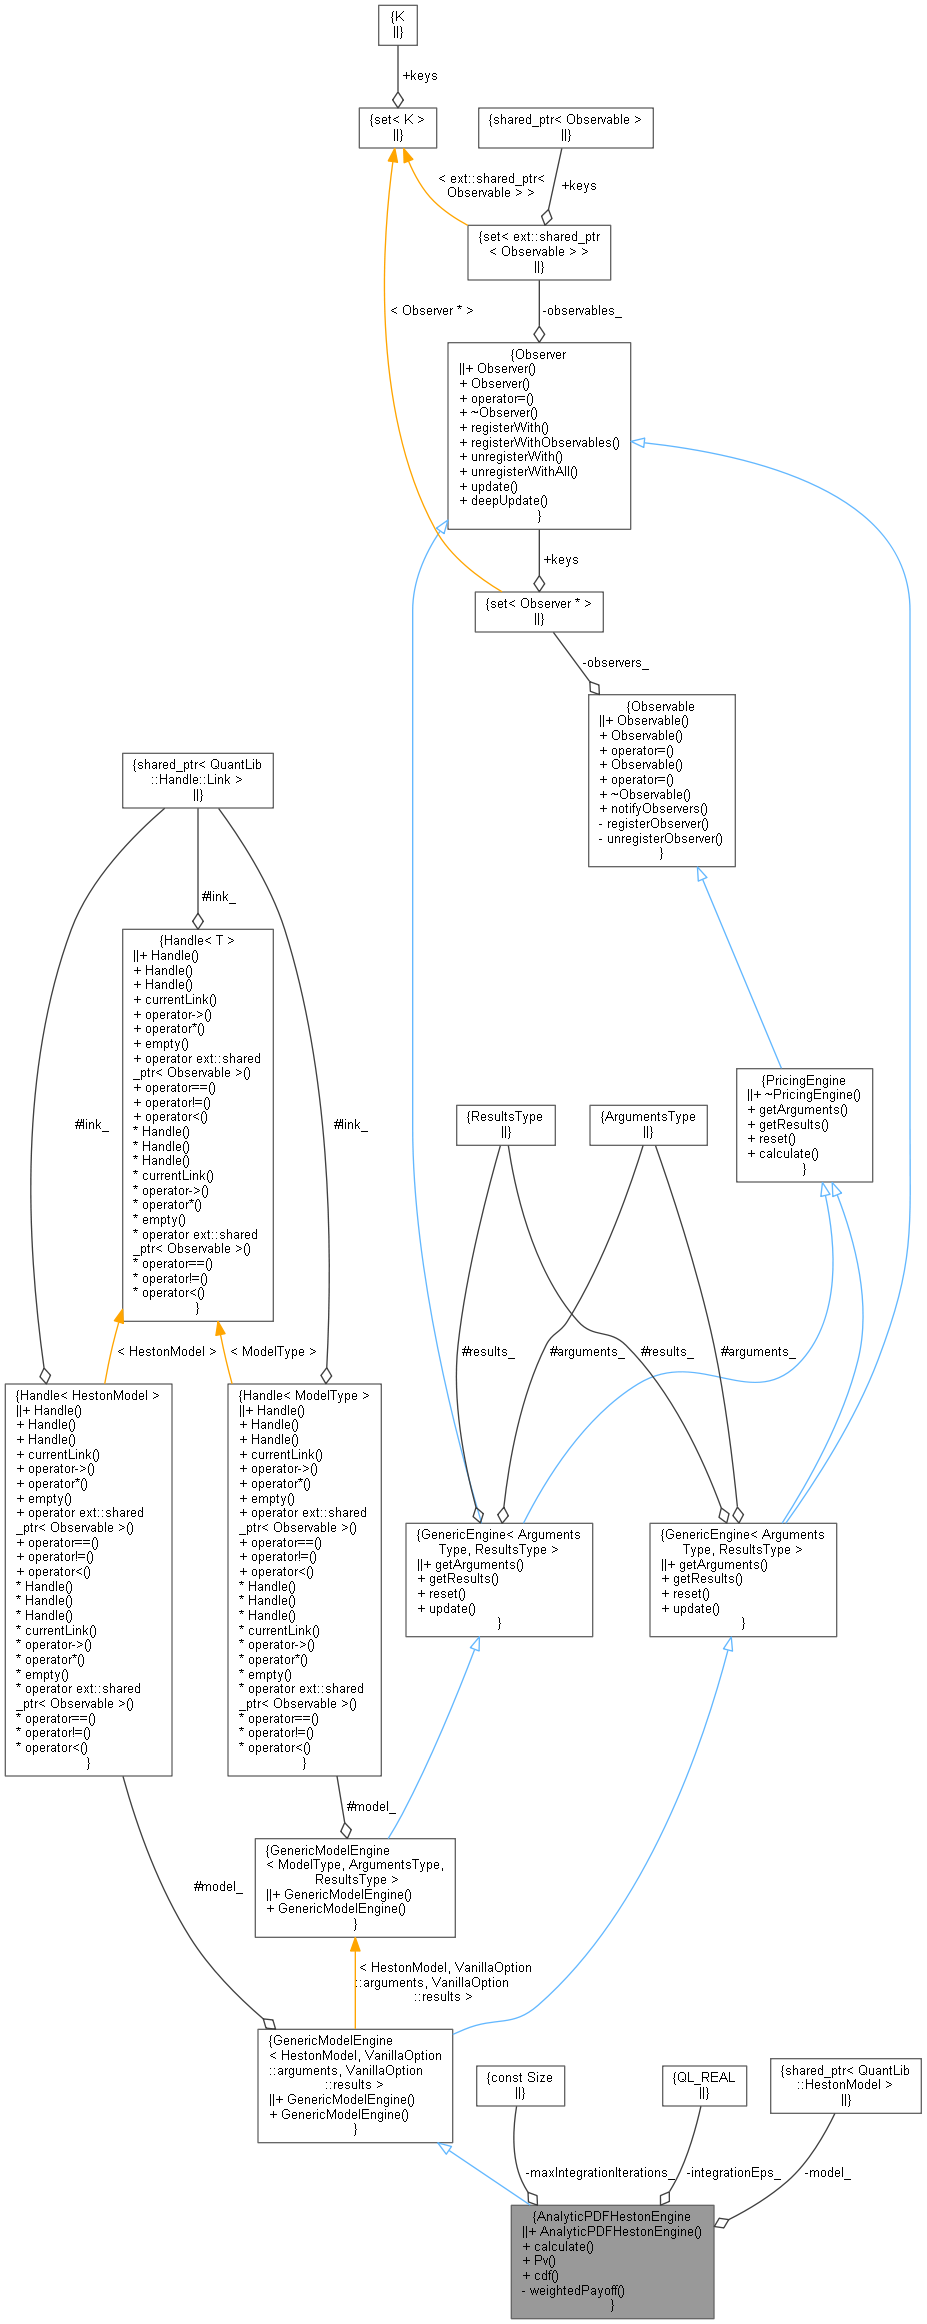 {K
||}
+keys
{set< K >
||}
{shared_ptr< Observable >
||}
< ext::shared_ptr<
Observable > >
+keys
{set< ext::shared_ptr
< Observable > >
||}
< Observer * >
-observables_
{Observer
||+ Observer()
+ Observer()
+ operator=()
+ ~Observer()
+ registerWith()
+ registerWithObservables()
+ unregisterWith()
+ unregisterWithAll()
+ update()
+ deepUpdate()
}
+keys
{set< Observer * >
||}
-observers_
{Observable
||+ Observable()
+ Observable()
+ operator=()
+ Observable()
+ operator=()
+ ~Observable()
+ notifyObservers()
- registerObserver()
- unregisterObserver()
}
{shared_ptr< QuantLib
::Handle::Link >
||}
#link_
{Handle< T >
||+ Handle()
+ Handle()
+ Handle()
+ currentLink()
+ operator->()
+ operator*()
+ empty()
+ operator ext::shared
_ptr< Observable >()
+ operator==()
+ operator!=()
+ operator<()
* Handle()
* Handle()
* Handle()
* currentLink()
* operator->()
* operator*()
* empty()
* operator ext::shared
_ptr< Observable >()
* operator==()
* operator!=()
* operator<()
}
#link_
#link_
{PricingEngine
||+ ~PricingEngine()
+ getArguments()
+ getResults()
+ reset()
+ calculate()
}
{ResultsType
||}
{ArgumentsType
||}
< HestonModel >
< ModelType >
#results_
#arguments_
#results_
#arguments_
{Handle< HestonModel >
||+ Handle()
+ Handle()
+ Handle()
+ currentLink()
+ operator->()
+ operator*()
+ empty()
+ operator ext::shared
_ptr< Observable >()
+ operator==()
+ operator!=()
+ operator<()
* Handle()
* Handle()
* Handle()
* currentLink()
* operator->()
* operator*()
* empty()
* operator ext::shared
_ptr< Observable >()
* operator==()
* operator!=()
* operator<()
}
{Handle< ModelType >
||+ Handle()
+ Handle()
+ Handle()
+ currentLink()
+ operator->()
+ operator*()
+ empty()
+ operator ext::shared
_ptr< Observable >()
+ operator==()
+ operator!=()
+ operator<()
* Handle()
* Handle()
* Handle()
* currentLink()
* operator->()
* operator*()
* empty()
* operator ext::shared
_ptr< Observable >()
* operator==()
* operator!=()
* operator<()
}
{GenericEngine< Arguments
Type, ResultsType >
||+ getArguments()
+ getResults()
+ reset()
+ update()
}
{GenericEngine< Arguments
Type, ResultsType >
||+ getArguments()
+ getResults()
+ reset()
+ update()
}
#model_
{GenericModelEngine
< ModelType, ArgumentsType,
ResultsType >
||+ GenericModelEngine()
+ GenericModelEngine()
}
#model_
< HestonModel, VanillaOption
::arguments, VanillaOption
::results >
{GenericModelEngine
< HestonModel, VanillaOption
::arguments, VanillaOption
::results >
||+ GenericModelEngine()
+ GenericModelEngine()
}
{const Size
||}
{QL_REAL
||}
{shared_ptr< QuantLib
::HestonModel >
||}
-maxIntegrationIterations_
-integrationEps_
-model_
{AnalyticPDFHestonEngine
||+ AnalyticPDFHestonEngine()
+ calculate()
+ Pv()
+ cdf()
- weightedPayoff()
}